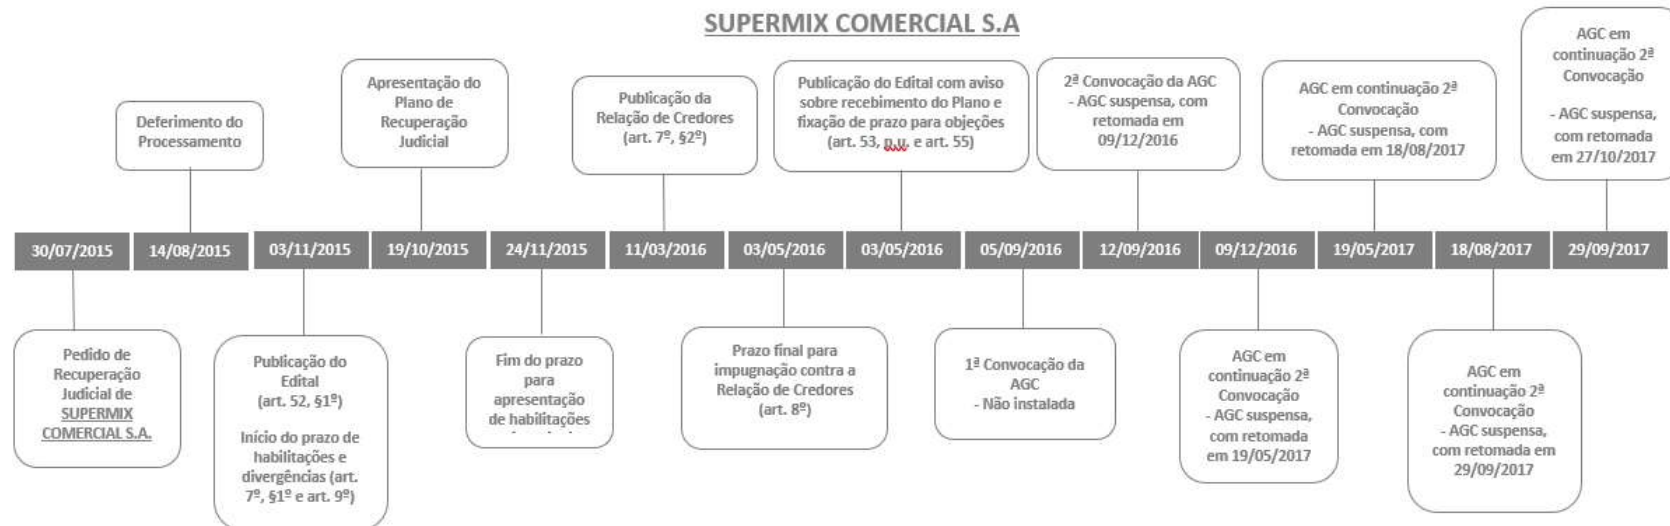 SUPERMIX COMERCIAL S.A
Deferimento do
Processamento
Apresentação do
Plano de
Recuperação
Judicial
Publicação da
Relação de Credores
(art. 7º, §2º)
Publicação do Edital com aviso
sobre recebimento do Plano e
fixação de prazo para objeções
(art. 53, p.u. e art. 55)
2ª Convocação da AGC
- AGC suspensa, com
retomada em
09/12/2016
AGC em continuação 2ª
Convocação
- AGC suspensa, com
retomada em 18/08/2017
AGC em
continuação 2ª
Convocação
- AGC suspensa,
com retomada
em 27/10/2017
30/07/2015 14/08/2015 03/11/2015 19/10/2015 24/11/2015 11/03/2016 03/05/2016 03/05/2016 05/09/2016 12/09/2016 09/12/2016 19/05/2017 18/08/2017 29/09/2017
Pedido de
Recuperação
Judicial de
SUPERMIX
COMERCIAL S.A.
Publicação do
Edital
(art. 52, §1º)
Início do prazo de
habilitações e
divergências (art.
7º, §1º e art. 9º)
Fim do prazo
para
apresentação
de habilitações
Prazo final para
impugnação contra a
Relação de Credores
(art. 8º)
1ª Convocação da
AGC
- Não instalada
AGC em
continuação 2ª
Convocação
- AGC suspensa,
com retomada
em 19/05/2017
AGC em
continuação 2ª
Convocação
- AGC suspensa,
com retomada em
29/09/2017